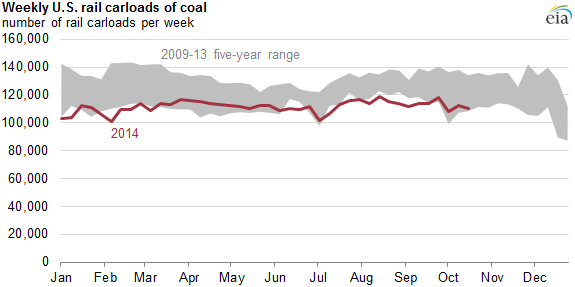 Weekly U.S. rail carloads of coal
number of rail carloads per week
eia
160,000
140,000
120,000
100,000
80,000
60,000
40,000
20,000
0
2009-13 five-year range
2014
Jan Feb Mar Apr May Jun Jul Aug Sep Oct Nov Dec